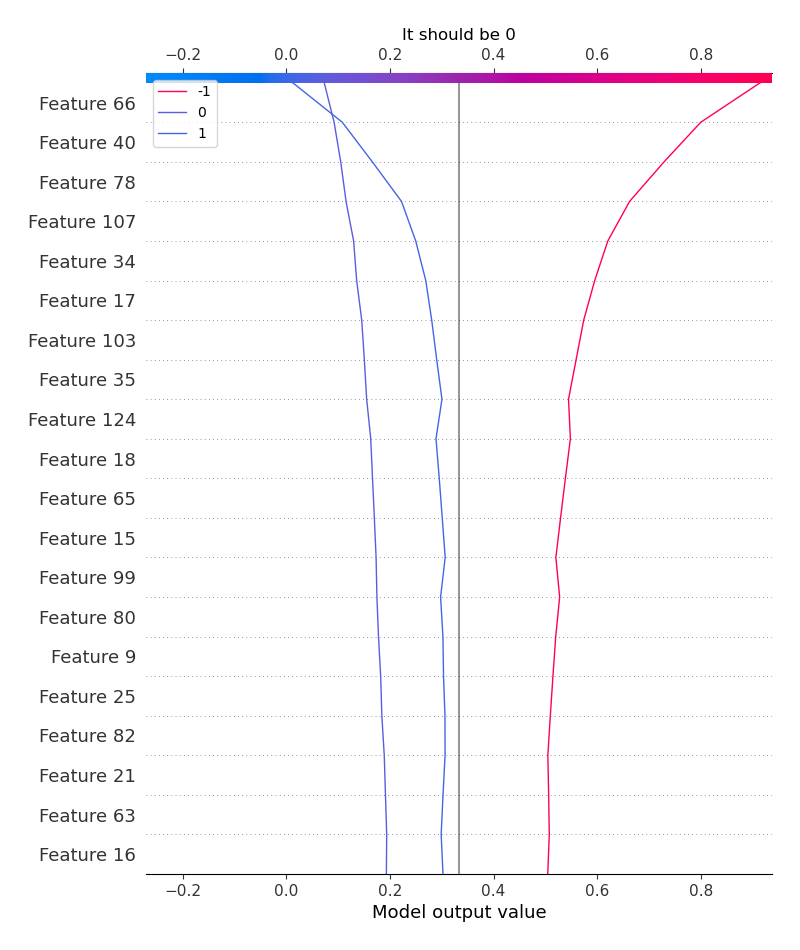 It should be 0
−0.2 0.0 0.2 0.4 0.6 0.8
-1
0
1
Feature 66
Feature 40
Feature 78
Feature 107
Feature 34
Feature 17
Feature 103
Feature 35
Feature 124
Feature 18
Feature 65
Feature 15
Feature 99
Feature 80
Feature 9
Feature 25
Feature 82
Feature 21
Feature 63
Feature 16
−0.2 0.0 0.2 0.4 0.6 0.8
Model output value